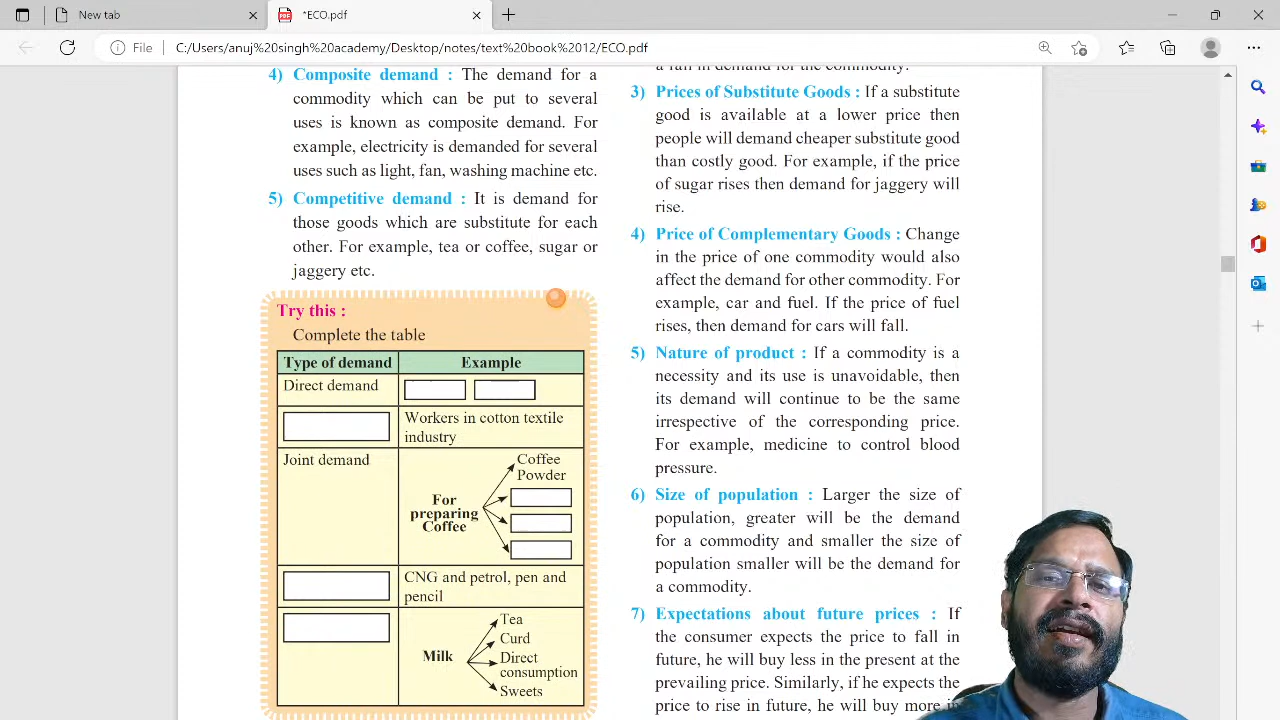 *ECO.pdf
File
C:/Users/anuj%20singh%20academy/Desktop/notes/text%20book%2012/ECO.pdf
4) Composite demand : The demand for a
commodity which can be put to several
uses is known as composite demand. For
example, electricity is demanded for several
uses such as light, fan, washing machine etc.
5) Competitive demand : It is demand for
those goods which are substitute for each
other. For example, tea or coffee, sugar or
jaggery etc.
Try this :
Complete the table
Type of demand Example
Direct demand
Workers in cotton textile
industry
Joint demand
Coffee
Powder
For
preparing
Coffee
CNG and petrol, pen and
pencil
Tea
Curd
Milk
Direct
consumption
Sweet
a fall in demand for the commodity.
3) Prices of Substitute Goods : If a substitute
good is available at a lower price then
people will demand cheaper substitute good
than costly good. For example, if the price
of sugar rises then demand for jaggery will
rise.
4) Price of Complementary Goods : Change
in the price of one commodity would also
affect the demand for other commodity. For
example, car and fuel. If the price of fuel
rises, then demand for cars will fall.
5) Nature of product : If a commodity is a
necessity and its use is unavoidable, then
its demand will continue to be the same
irrespective of the corresponding price.
For example, medicine to control blood
pressure.
6) Size of population : Larger the size of
population, greater will be the demand
for a commodity and smaller the size of
population smaller will be the demand for
a commodity.
7) Expectations about future prices : If
the consumer expects the price to fall in
future, he will buy less in the present at the
prevailing price. Similarly, if he expects the
price to rise in future, he will buy more